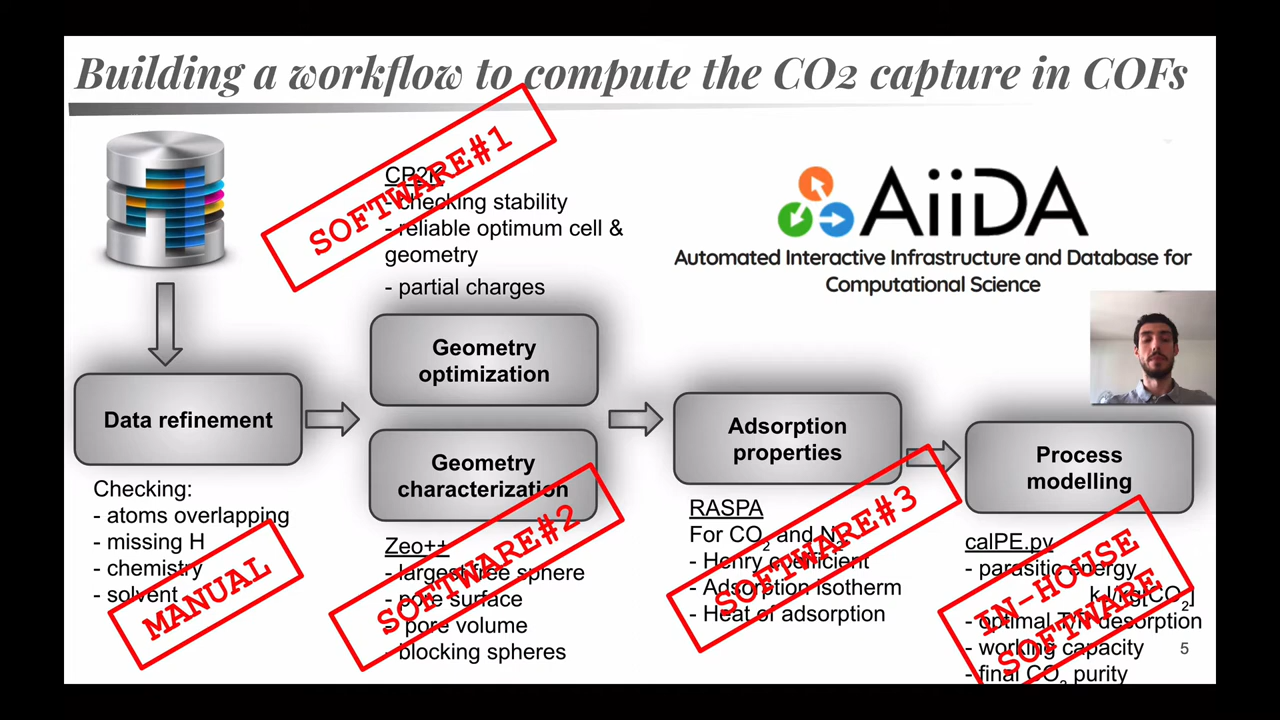 Building a workflow to compute the CO2 capture in COFs
SOFTWARE#1
CP2K
- checking stability
- reliable optimum cell &
geometry
- partial charges
AiiDA
Automated Interactive Infrastructure and Database for
Computational Science
Data refinement
Checking:
- atoms overlapping
- missing H
- chemistry
- solvent
MANUAL
Geometry
optimization
Geometry
characterization
Zeo++
- largest free sphere
- pore surface
- pore volume
- blocking spheres
SOFTWARE#2
Adsorption
properties
RASPA
For CO2 and N2
- Henry coefficient
- Adsorption isotherm
- Heat of adsorption
SOFTWARE#3
Process
modelling
calPE.py
- parasitic energy
[CO2]
- optimal desorption
- working capacity
- final CO2 purity
IN-HOUSE
SOFTWARE
5